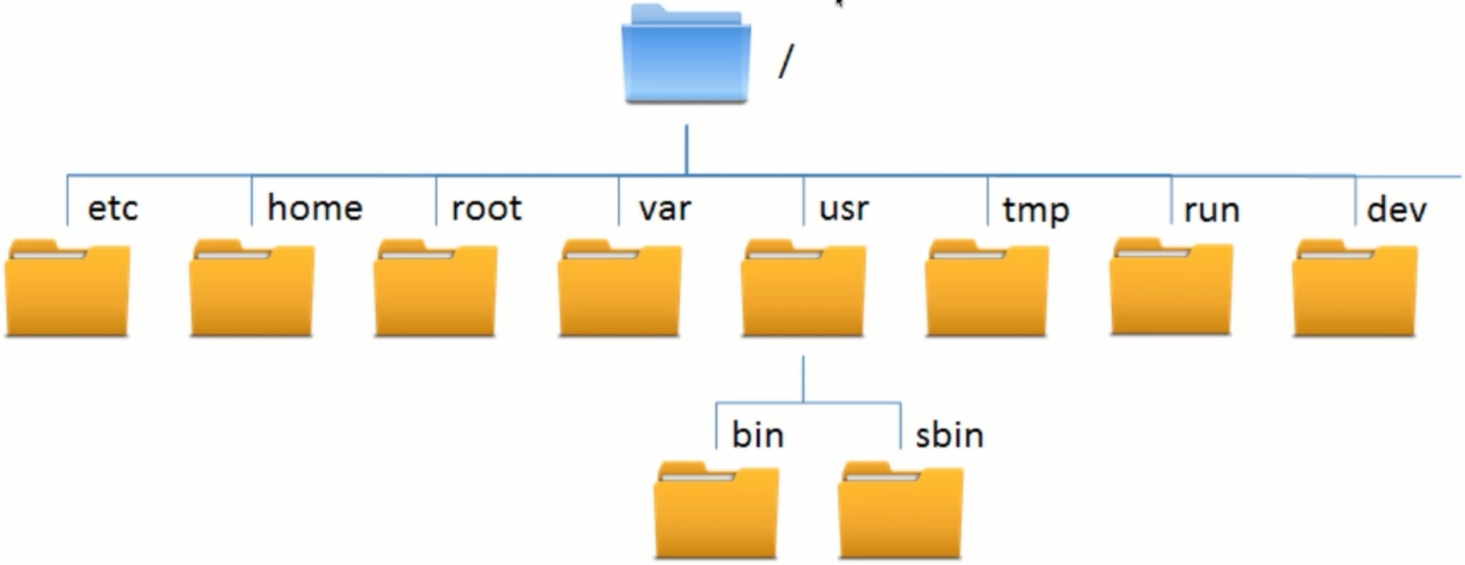 /
etc home root var usr tmp run dev
bin sbin